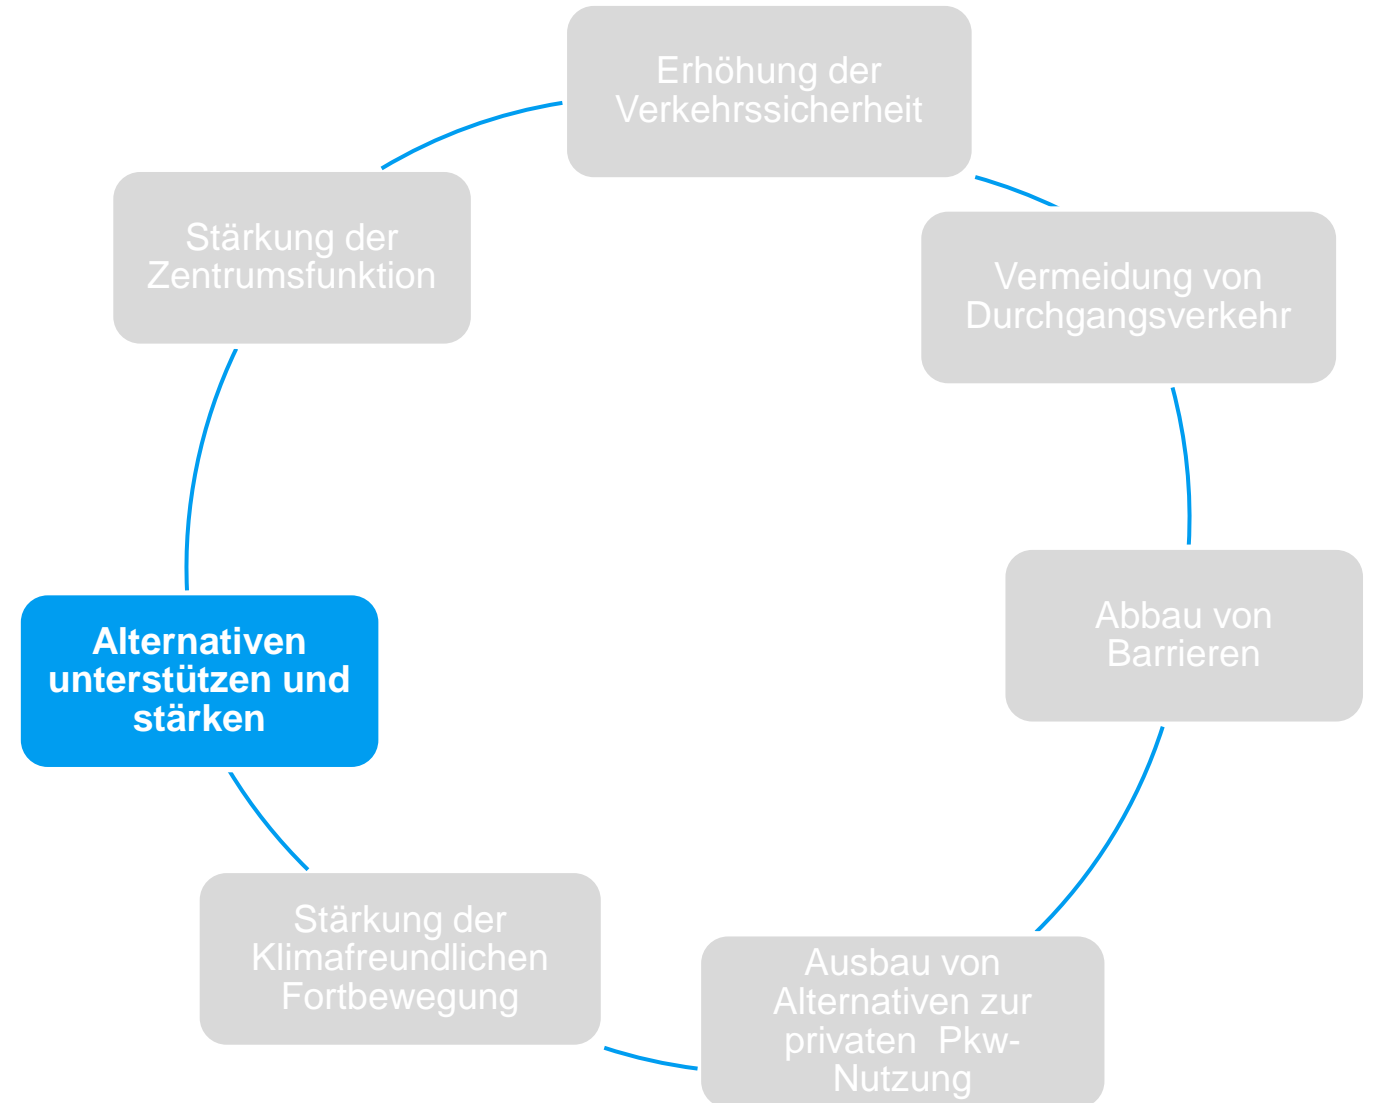 Erhöhung der
Verkehrssicherheit
Vermeidung von
Durchgangsverkehr
Abbau von
Barrieren
Ausbau von
Alternativen zur
privaten Pkw-
Nutzung
Stärkung der
Klimafreundlichen
Fortbewegung
Alternativen
unterstützen und
stärken
Stärkung der
Zentrumsfunktion